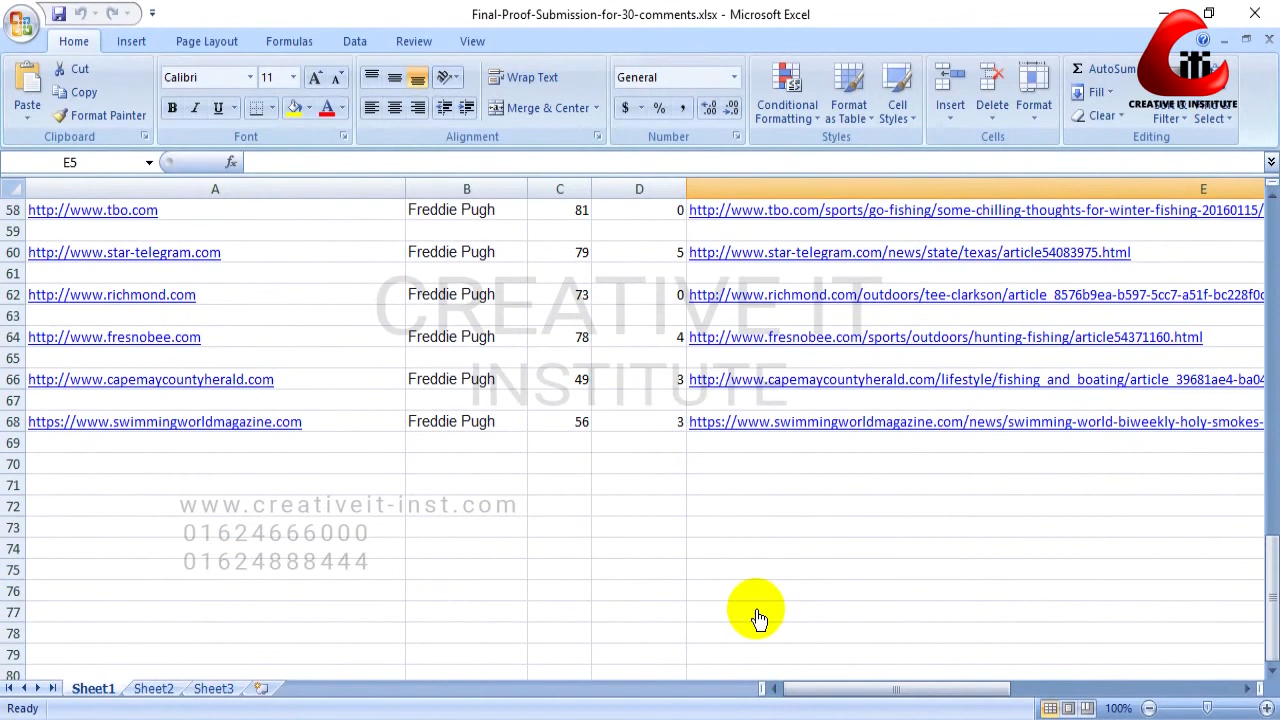 Final-Proof-Submission-for-30-comments.xlsx - Microsoft Excel
Home Insert Page Layout Formulas Data Review View
Paste Cut Copy Format Painter Clipboard
Calibri 11 B I U A Font
Wrap Text Merge & Center Alignment
General $ % , Number
Conditional Formatting Format as Table Cell Styles Styles
Insert Delete Format Cells
Σ AutoSum Fill Clear Filter Select Editing
iti
CREATIVE IT INSTITUTE
E5 fx
A B C D E
58 http://www.tbo.com Freddie Pugh 81 0 http://www.tbo.com/sports/go-fishing/some-chilling-thoughts-for-winter-fishing-20160115/
59
60 http://www.star-telegram.com Freddie Pugh 79 5 http://www.star-telegram.com/news/state/texas/article54083975.html
61
62 http://www.richmond.com Freddie Pugh 73 0 http://www.richmond.com/outdoors/tee-clarkson/article_8576b9ea-b597-5cc7-a51f-bc228f0c
63
64 http://www.fresnobee.com Freddie Pugh 78 4 http://www.fresnobee.com/sports/outdoors/hunting-fishing/article54371160.html
65
66 http://www.capemaycountyherald.com Freddie Pugh 49 3 http://www.capemaycountyherald.com/lifestyle/fishing_and_boating/article_39681ae4-ba04
67
68 https://www.swimmingworldmagazine.com Freddie Pugh 56 3 https://www.swimmingworldmagazine.com/news/swimming-world-biweekly-holy-smokes-
69
70
71
72
73
74
75
76
77
78
79
80
CREATIVE IT
INSTITUTE
www.creativeit-inst.com
01624666000
01624888444
Sheet1 Sheet2 Sheet3
Ready 100%